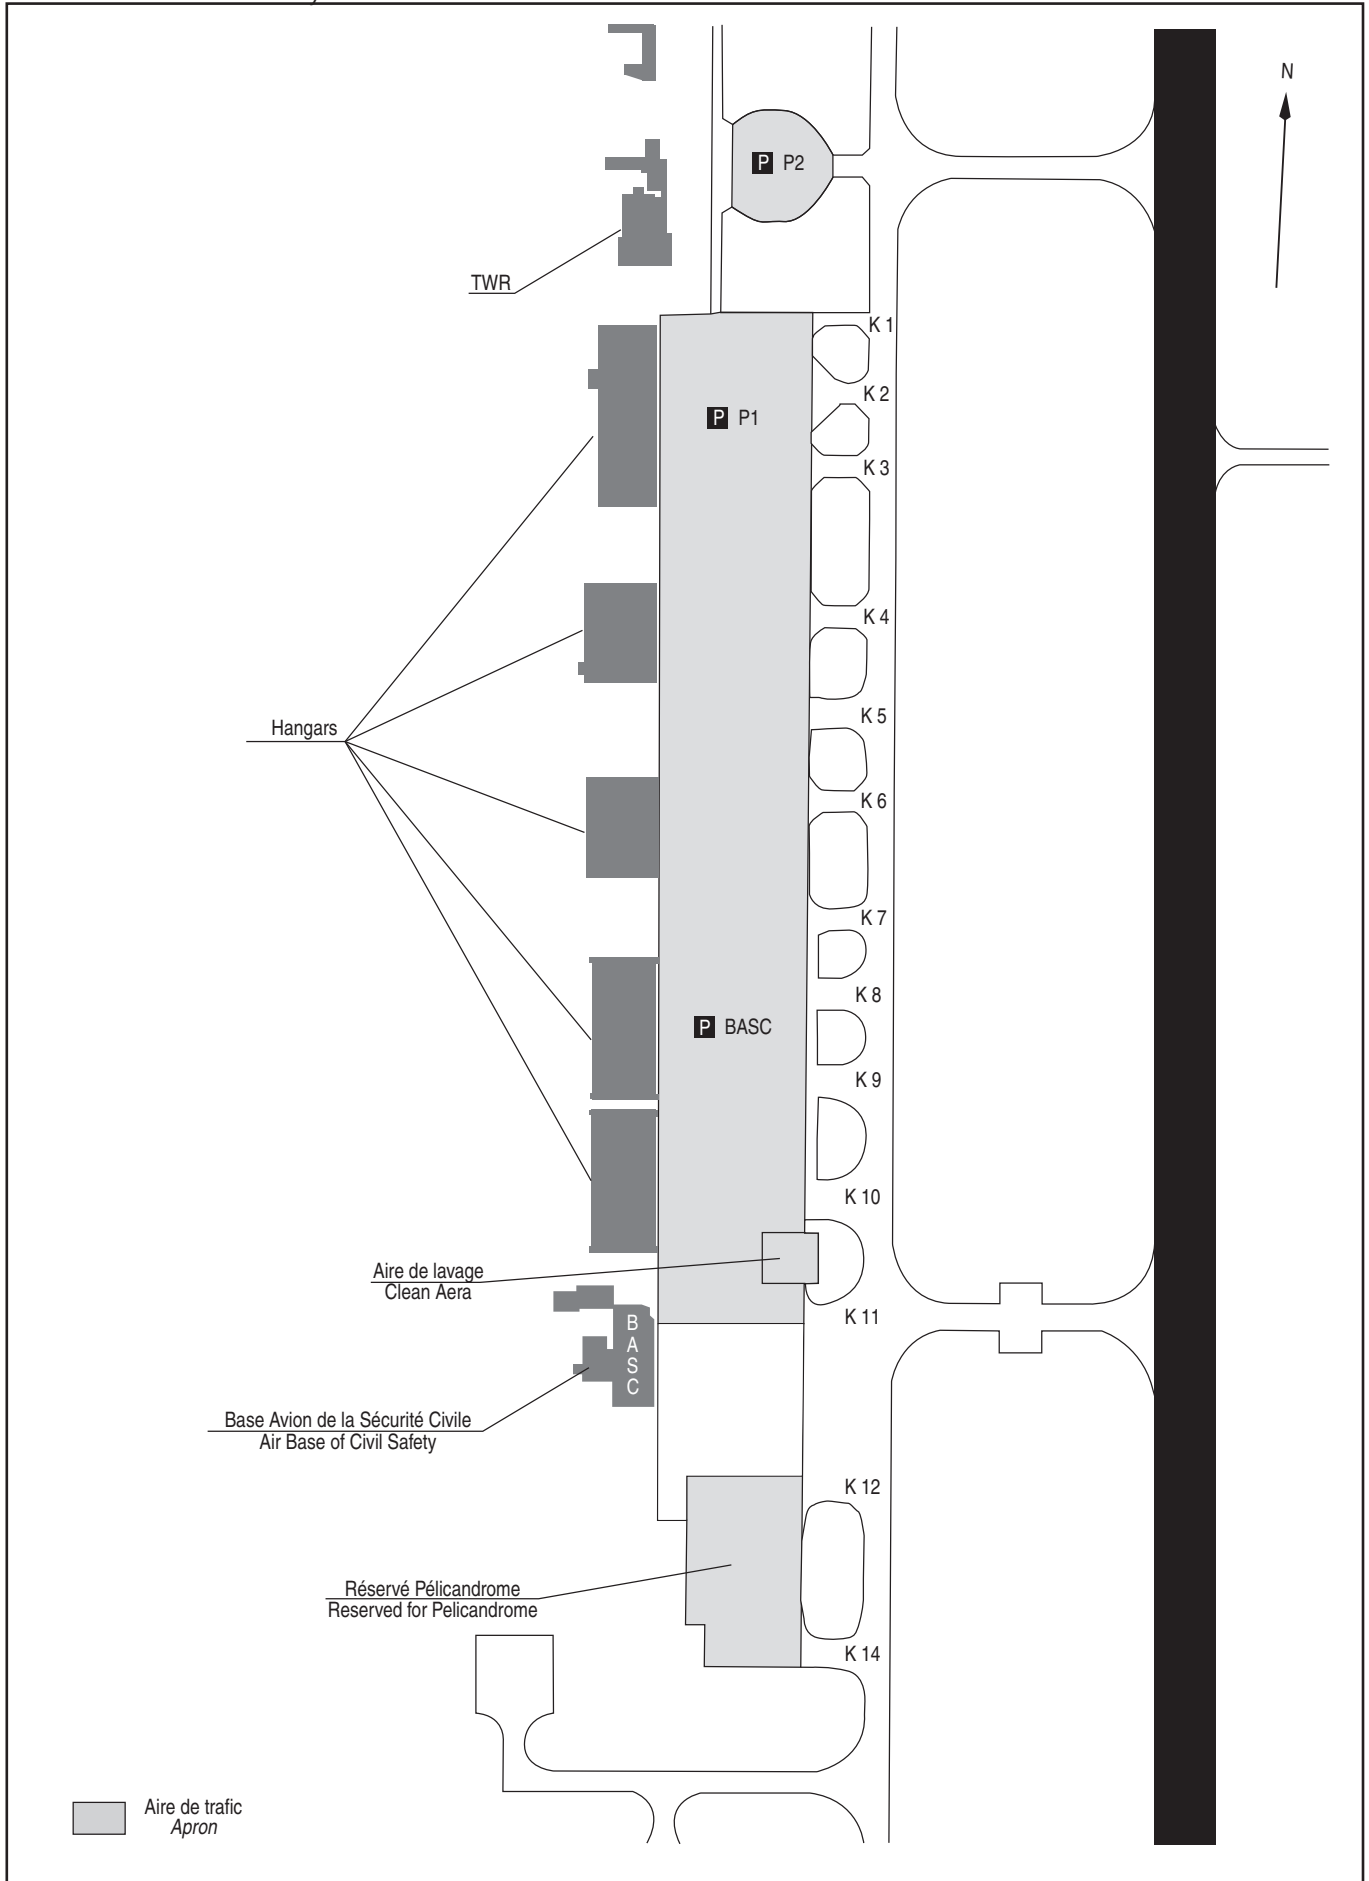 N
P P2
TWR
K 1
K 2
P P1
K 3
K 4
K 5
Hangars
K 6
K 7
K 8
P BASC
K 9
K 10
Aire de lavage
Clean Aera
K 11
B
A
S
C
Base Avion de la Sécurité Civile
Air Base of Civil Safety
K 12
Réservé Pélicandrome
Reserved for Pelicandrome
K 14
Aire de trafic
Apron